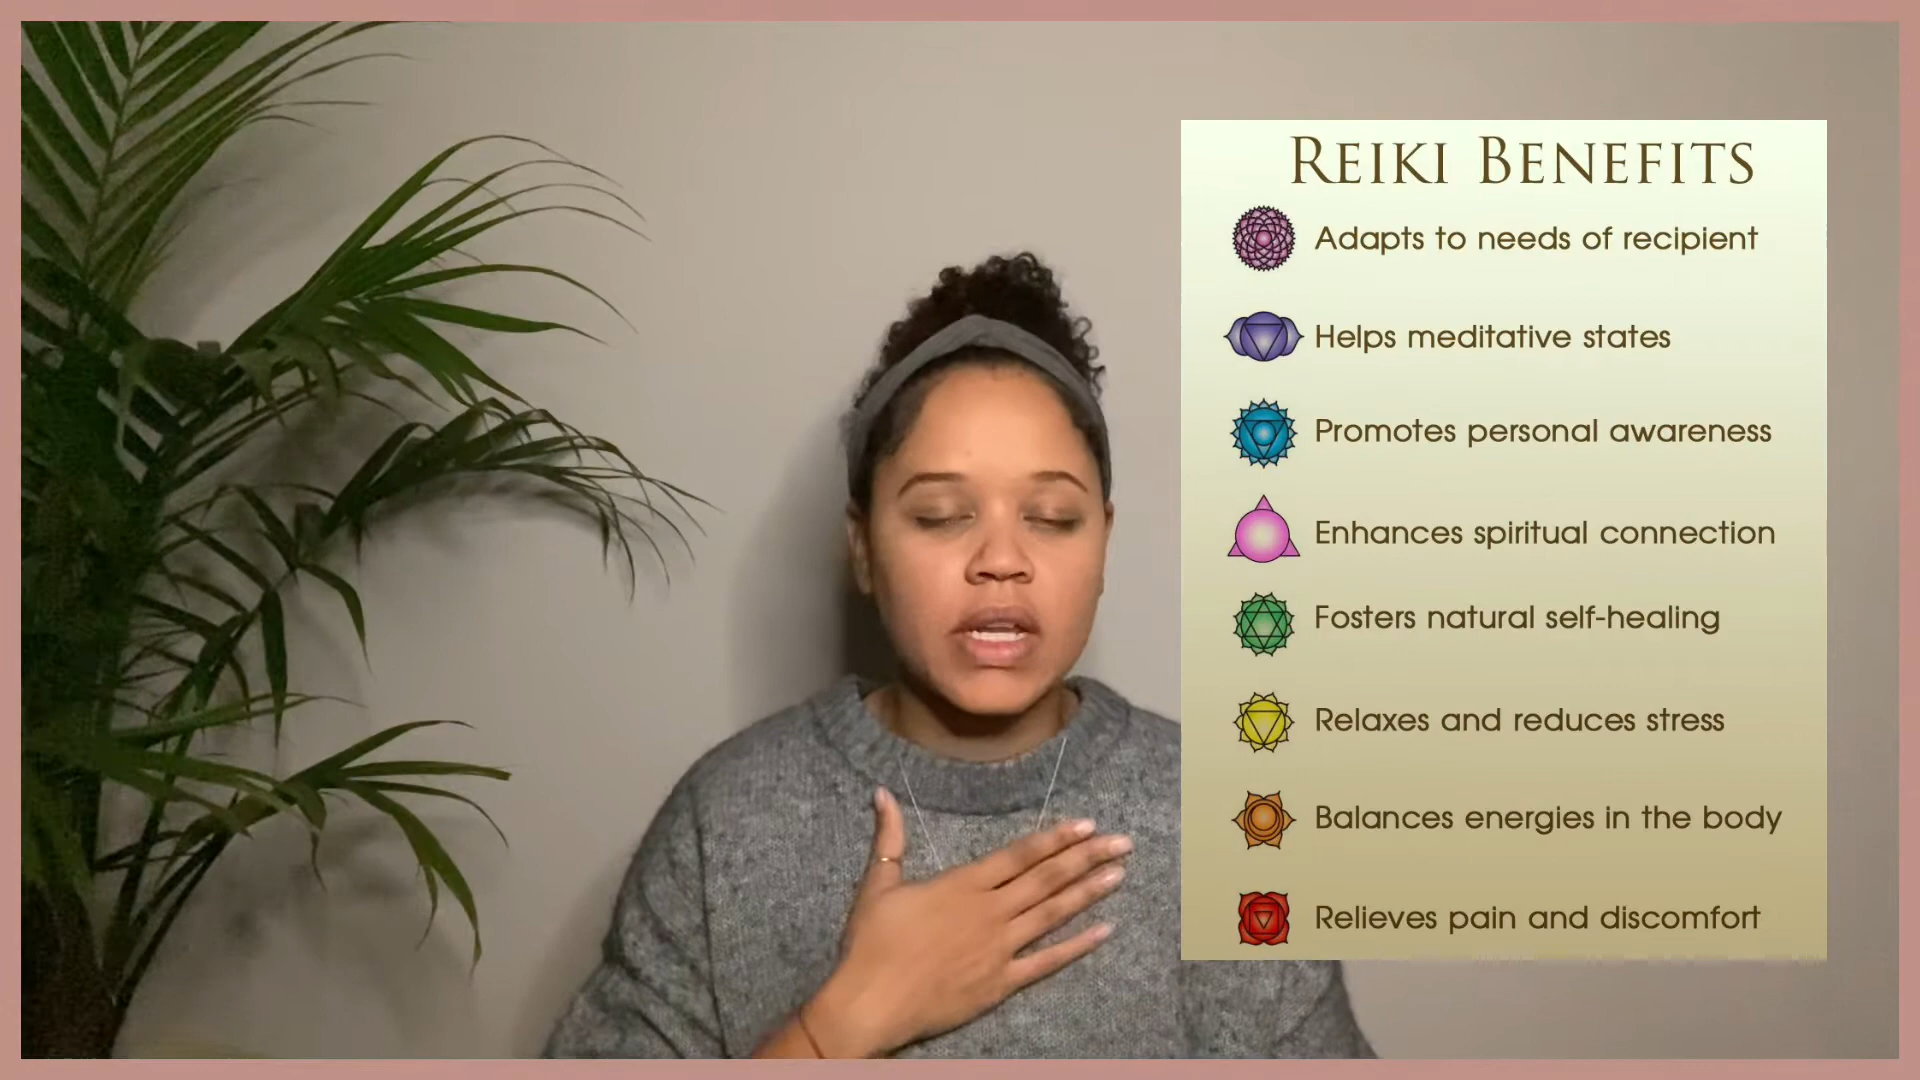 REIKI BENEFITS
Adapts to needs of recipient
Helps meditative states
Promotes personal awareness
Enhances spiritual connection
Fosters natural self-healing
Relaxes and reduces stress
Balances energies in the body
Relieves pain and discomfort